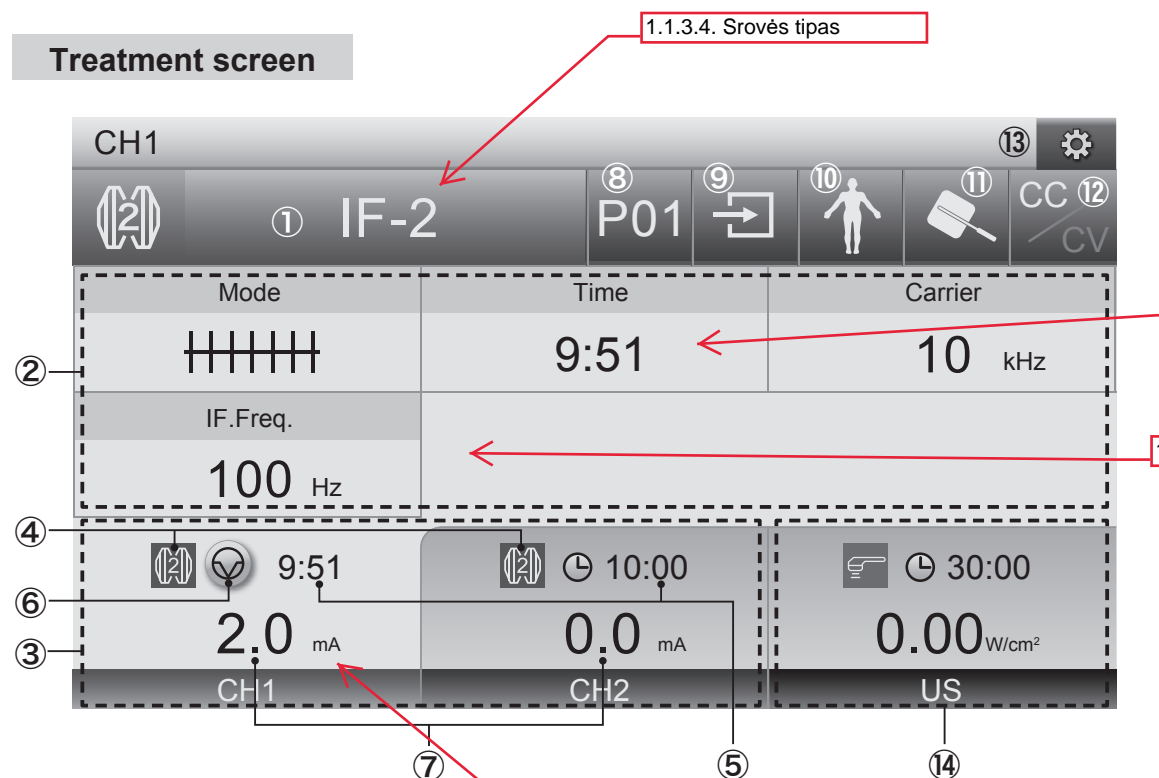 1.1.3.4. Srovės tipas
Treatment screen
CH1 ⑬
2 ① IF-2 ⑧ P01 ⑨ ⑩ ⑪ CC ⑫ CV
Mode Time Carrier
② 9:51 10 kHz
IF.Freq.
100 Hz
④
2 9:51 2 10:00 30:00
⑥
2.0 mA 0.0 mA 0.00 W/cm²
③
CH1 CH2 US
⑦ ⑤ ⑭